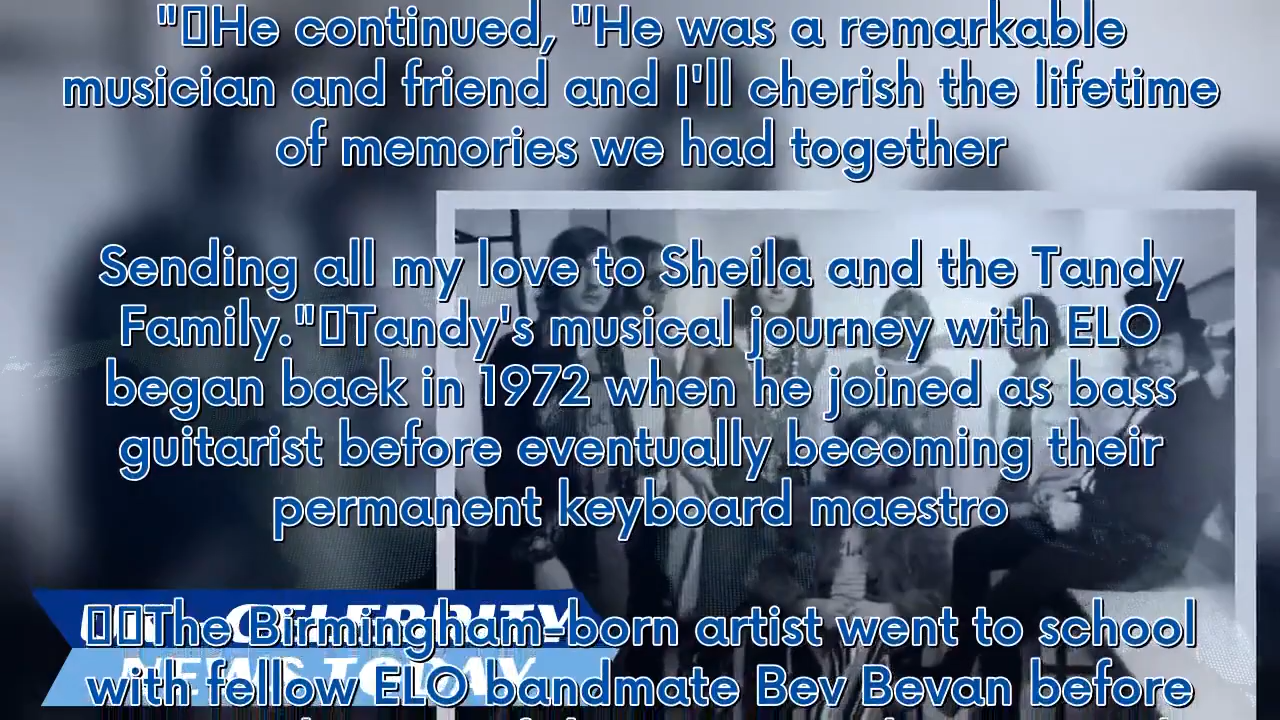 "▯He continued, "He was a remarkable
musician and friend and I'll cherish the lifetime
of memories we had together
Sending all my love to Sheila and the Tandy
Family."▯Tandy's musical journey with ELO
began back in 1972 when he joined as bass
guitarist before eventually becoming their
permanent keyboard maestro
▯▯The Birmingham-born artist went to school
with fellow ELO bandmate Bev Bevan before
CELEBRITY
NEWS TODAY